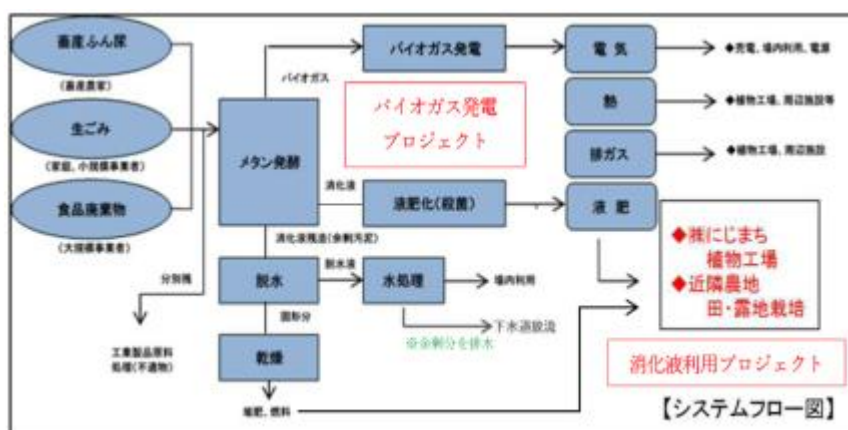 畜産ふん尿
(畜産農家)
生ごみ
(家庭、小規模事業者)
食品廃棄物
(大規模事業者)
分別残
工業製品原料
処理(不適物)
バイオガス
メタン発酵
消化液
消化液残渣(余剰汚泥)
脱水
脱水液
固形分
乾燥
堆肥、燃料
バイオガス発電
バイオガス発電
プロジェクト
液肥化(殺菌)
水処理
場内利用
下水道放流
※余剰分を排水
電気
◆売電、場内利用、電源
熱
◆植物工場、周辺施設等
排ガス
◆植物工場、周辺施設
液肥
◆㈱にじまち
植物工場
◆近隣農地
田・露地栽培
消化液利用プロジェクト
【システムフロー図】